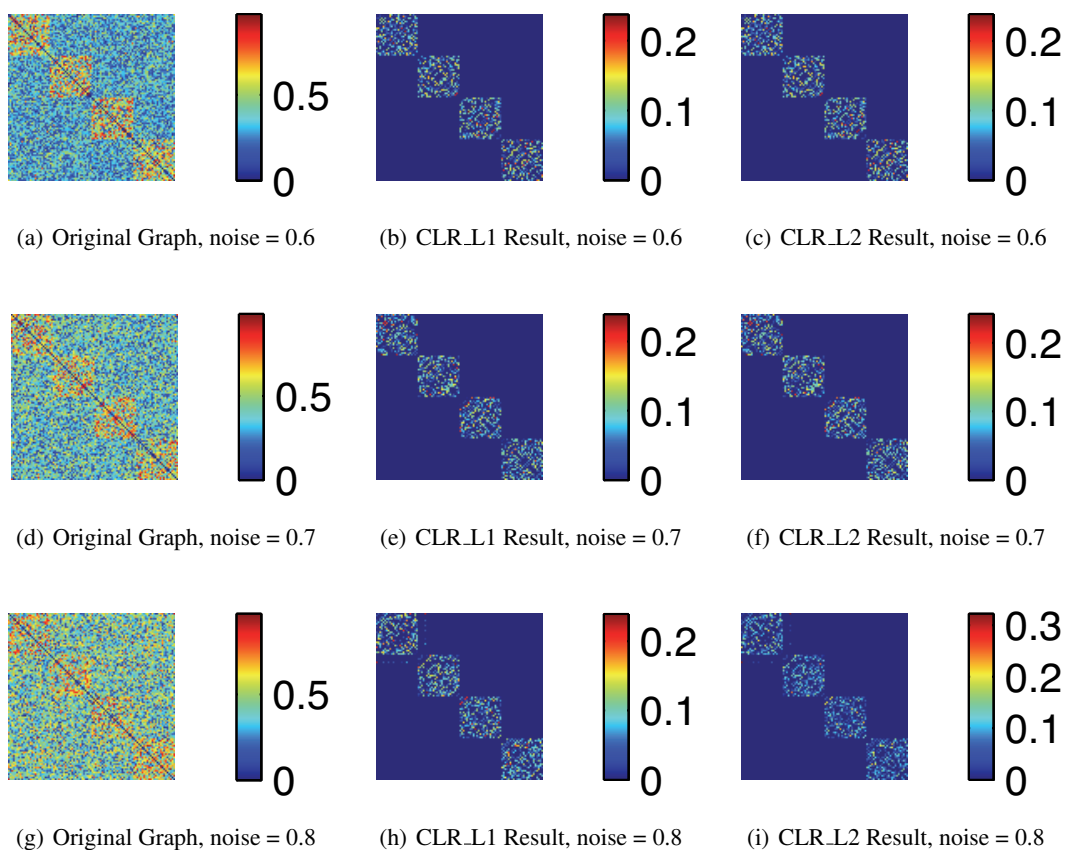 0.5
0
0.2
0.1
0
0.2
0.1
0
(a) Original Graph, noise = 0.6
(b) CLR_L1 Result, noise = 0.6
(c) CLR_L2 Result, noise = 0.6
0.5
0
0.2
0.1
0
0.2
0.1
0
(d) Original Graph, noise = 0.7
(e) CLR_L1 Result, noise = 0.7
(f) CLR_L2 Result, noise = 0.7
0.5
0
0.2
0.1
0
0.3
0.2
0.1
0
(g) Original Graph, noise = 0.8
(h) CLR_L1 Result, noise = 0.8
(i) CLR_L2 Result, noise = 0.8